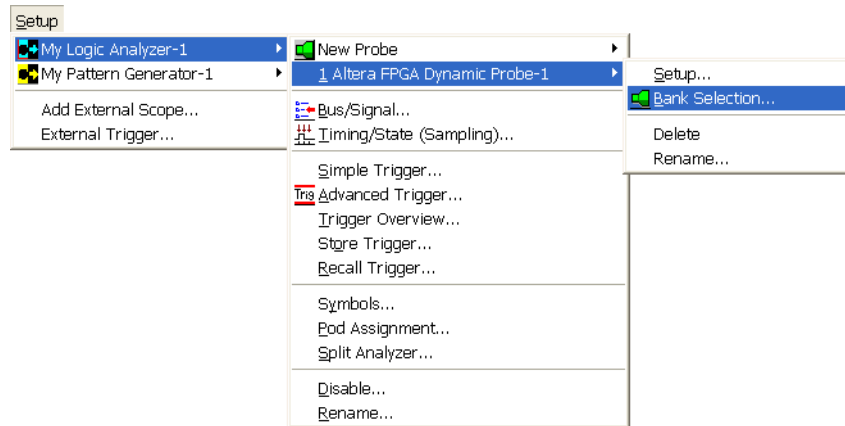 Setup
My Logic Analyzer-1
My Pattern Generator-1
Add External Scope...
External Trigger...
New Probe
1 Altera FPGA Dynamic Probe-1
Bus/Signal...
Timing/State (Sampling)...
Simple Trigger...
Trig Advanced Trigger...
Trigger Overview...
Store Trigger...
Recall Trigger...
Symbols...
Pod Assignment...
Split Analyzer...
Disable...
Rename...
Setup...
Bank Selection...
Delete
Rename...